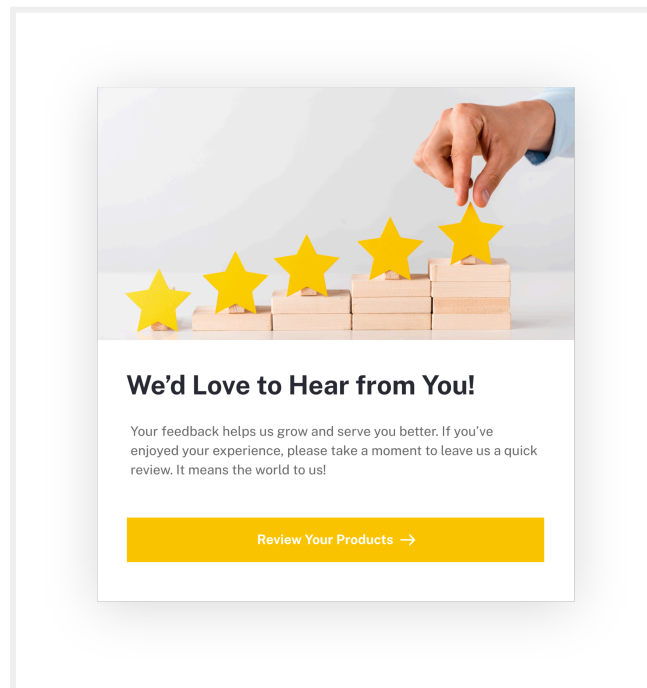 We’d Love to Hear from You!
Your feedback helps us grow and serve you better. If you’ve
enjoyed your experience, please take a moment to leave us a quick
review. It means the world to us!
Review Your Products →